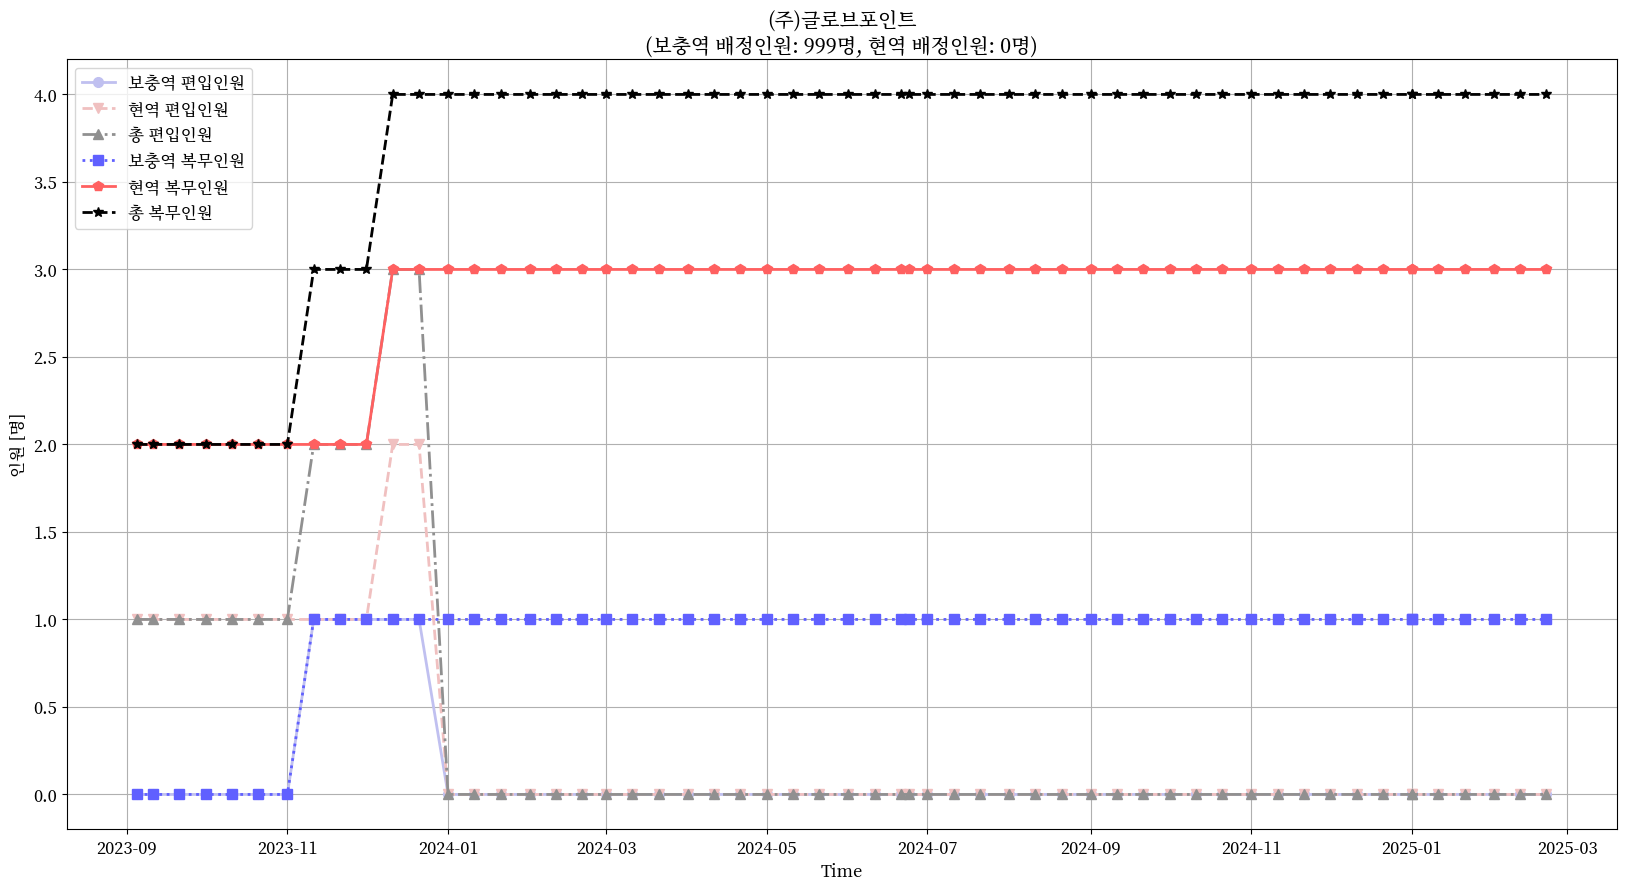 (주)글로브포인트
(보충역 배정인원: 999명, 현역 배정인원: 0명)
보충역 편입인원
현역 편입인원
총 편입인원
보충역 복무인원
현역 복무인원
총 복무인원
4.0
3.5
3.0
2.5
2.0
1.5
1.0
0.5
0.0
인원 [명]
2023-09
2023-11
2024-01
2024-03
2024-05
2024-07
2024-09
2024-11
2025-01
2025-03
Time